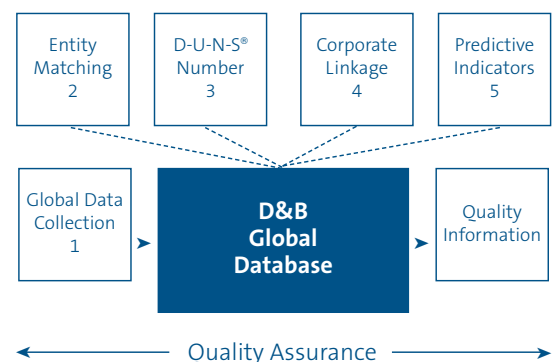 Entity
Matching
2
D-U-N-S®
Number
3
Corporate
Linkage
4
Predictive
Indicators
5
Global Data
Collection
1
D&B
Global
Database
Quality
Information
Quality Assurance